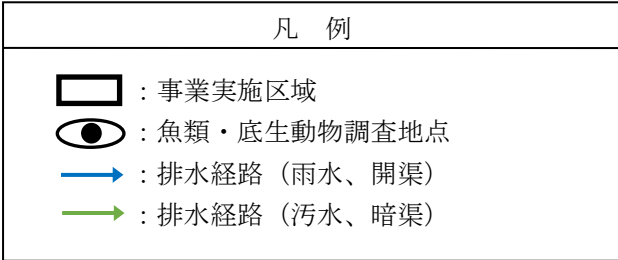 凡　例
：事業実施区域
：魚類・底生動物調査地点
：排水経路（雨水、開渠）
：排水経路（汚水、暗渠）